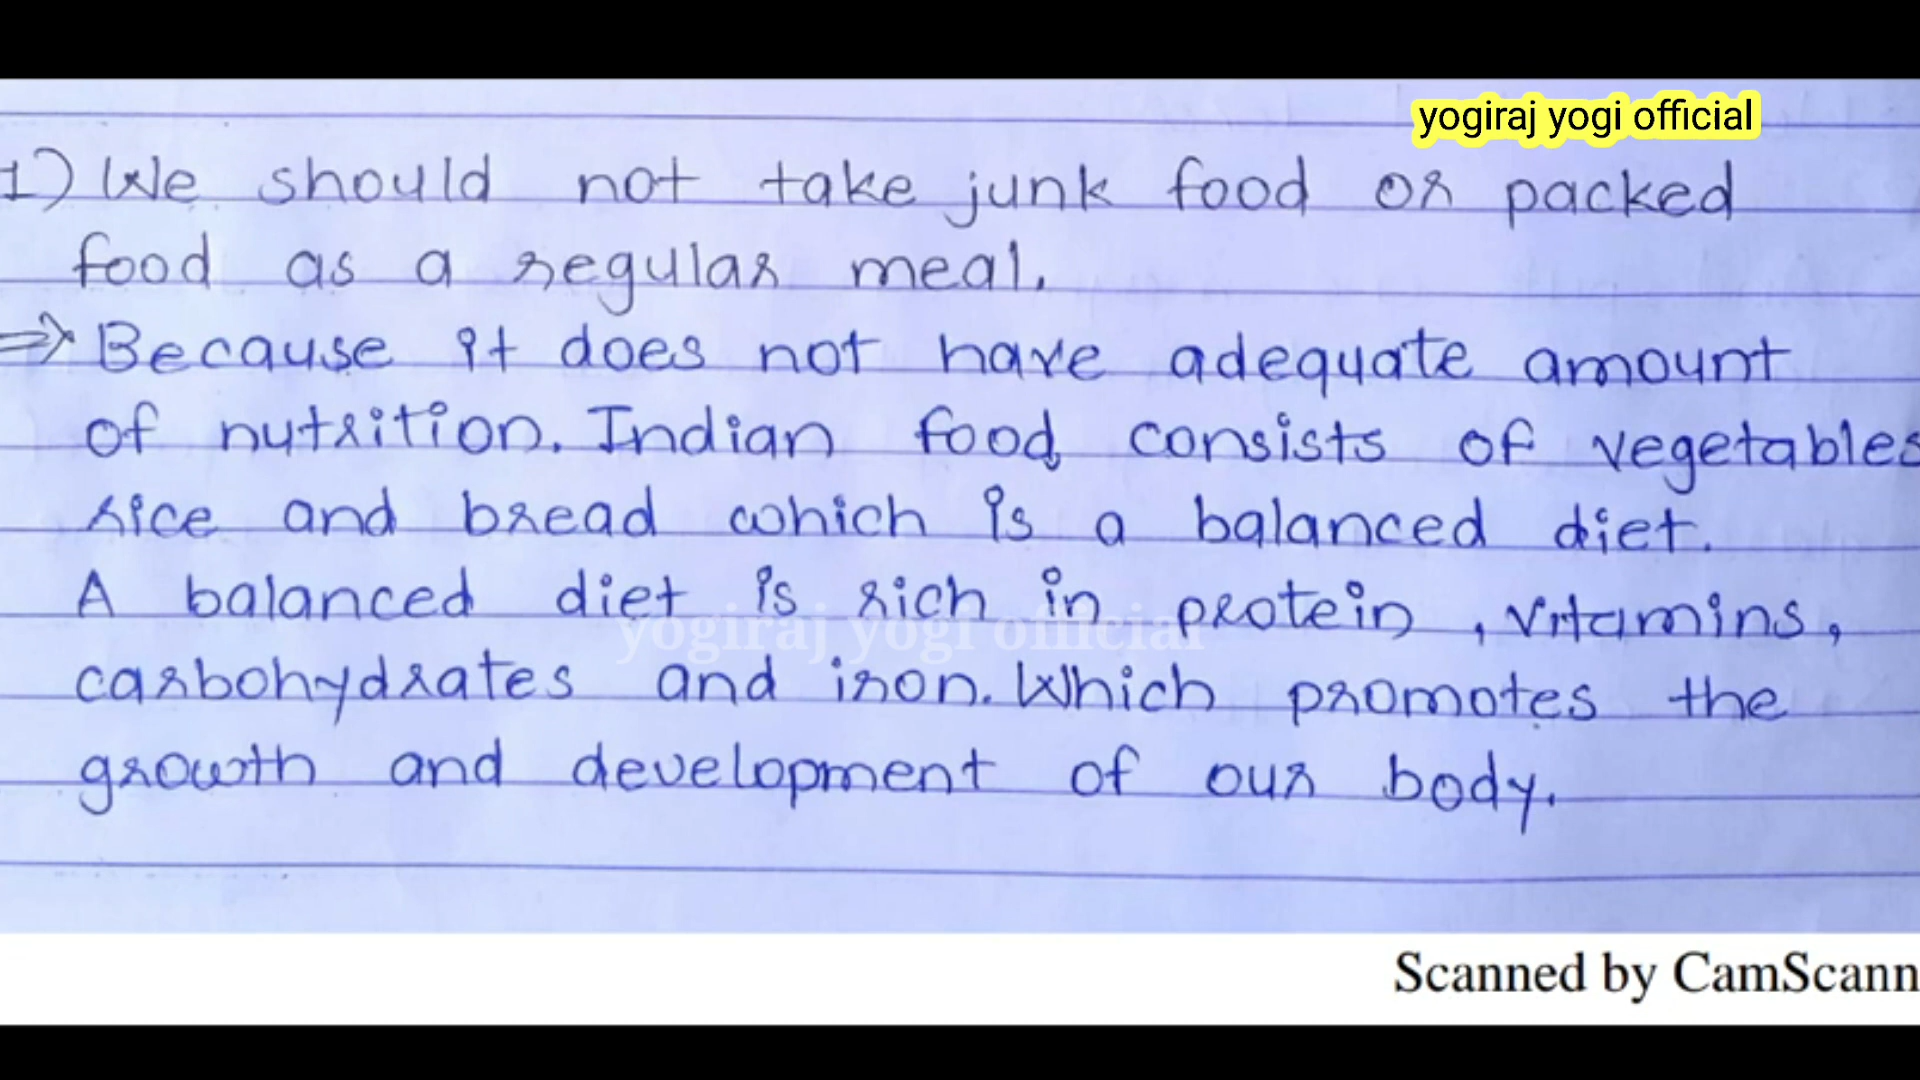 yogiraj yogi official
1) We should not take junk food or packed
food as a regular meal.
⇒ Because it does not have adequate amount
of nutrition. Indian food consists of vegetables
rice and bread which is a balanced diet.
A balanced diet is rich in protein, vitamins,
yogiraj yogi official
carbohydrates and iron. Which promotes the
growth and development of our body.
Scanned by CamScann